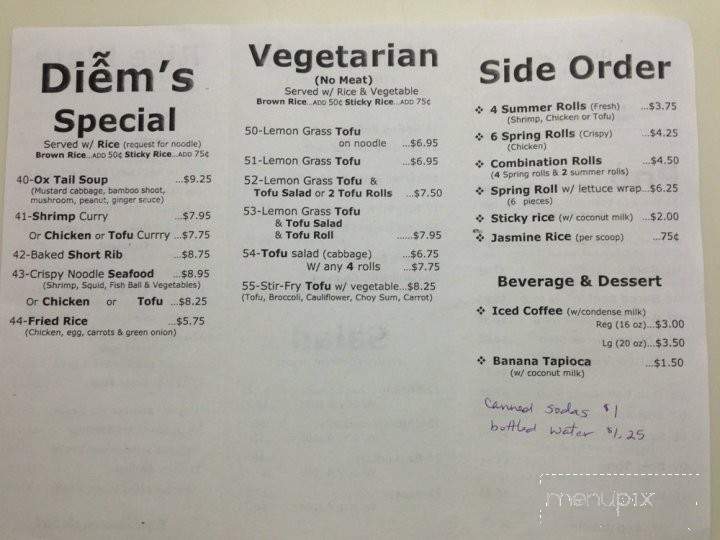 Diễm's
Special
Served w/ Rice (request for noodle)
Brown Rice...ADD 50¢ Sticky Rice...ADD 75¢
40-Ox Tail Soup ...$9.25
(Mustard cabbage, bamboo shoot,
mushroom, peanut, ginger sauce)
41-Shrimp Curry ...$7.95
Or Chicken or Tofu Currry ...$7.75
42-Baked Short Rib ...$8.75
43-Crispy Noodle Seafood ...$8.95
(Shrimp, Squid, Fish Ball & Vegetables)
Or Chicken or Tofu ...$8.25
44-Fried Rice ...$5.75
(Chicken, egg, carrots & green onion)
Vegetarian
(No Meat)
Served w/ Rice & Vegetable
Brown Rice...ADD 50¢ Sticky Rice...ADD 75¢
50-Lemon Grass Tofu
on noodle ...$6.95
51-Lemon Grass Tofu ...$6.95
52-Lemon Grass Tofu &
Tofu Salad or 2 Tofu Rolls ...$7.50
53-Lemon Grass Tofu
& Tofu Salad
& Tofu Roll ......$7.95
54-Tofu salad (cabbage) ...$6.75
W/ any 4 rolls ...$7.75
55-Stir-Fry Tofu w/ vegetable...$8.25
(Tofu, Broccoli, Cauliflower, Choy Sum, Carrot)
Side Order
❖ 4 Summer Rolls (Fresh) ...$3.75
(Shrimp, Chicken or Tofu)
❖ 6 Spring Rolls (Crispy) ...$4.25
(Chicken)
❖ Combination Rolls ...$4.50
(4 Spring rolls & 2 summer rolls)
❖ Spring Roll w/ lettuce wrap...$6.25
(6 pieces)
❖ Sticky rice (w/ coconut milk) ...$2.00
❖ Jasmine Rice (per scoop) ...75¢
Beverage & Dessert
❖ Iced Coffee (w/condense milk)
Reg (16 oz)...$3.00
Lg (20 oz)...$3.50
❖ Banana Tapioca ...$1.50
(w/ coconut milk)
canned sodas $1
bottled water $1.25
menupix